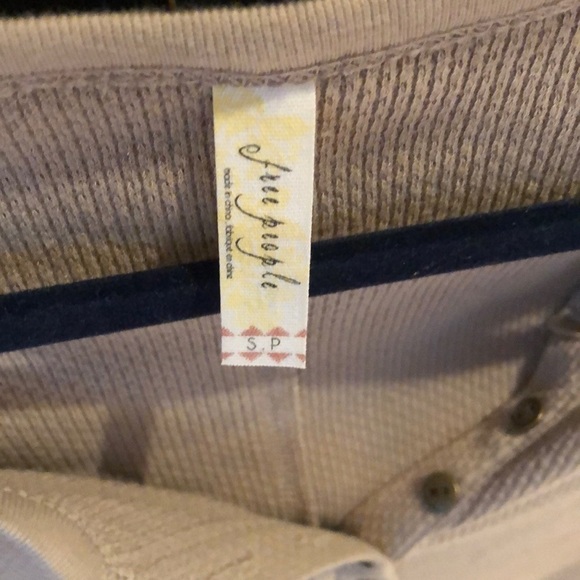 free people
made in china. fabriqué en chine
S.P